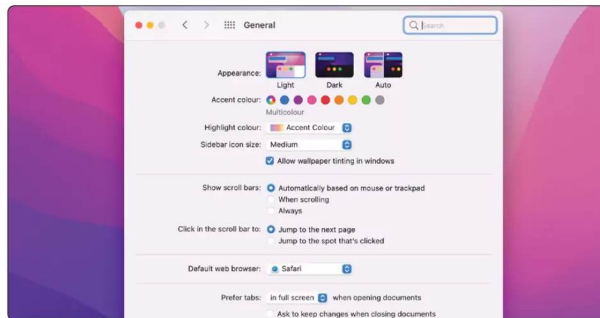 General
Search
Appearance:
Light Dark Auto
Accent colour:
Multicolour
Highlight colour: Accent Colour
Sidebar icon size: Medium
Allow wallpaper tinting in windows
Show scroll bars: Automatically based on mouse or trackpad
When scrolling
Always
Click in the scroll bar to: Jump to the next page
Jump to the spot that's clicked
Default web browser: Safari
Prefer tabs: in full screen when opening documents
Ask to keep changes when closing documents